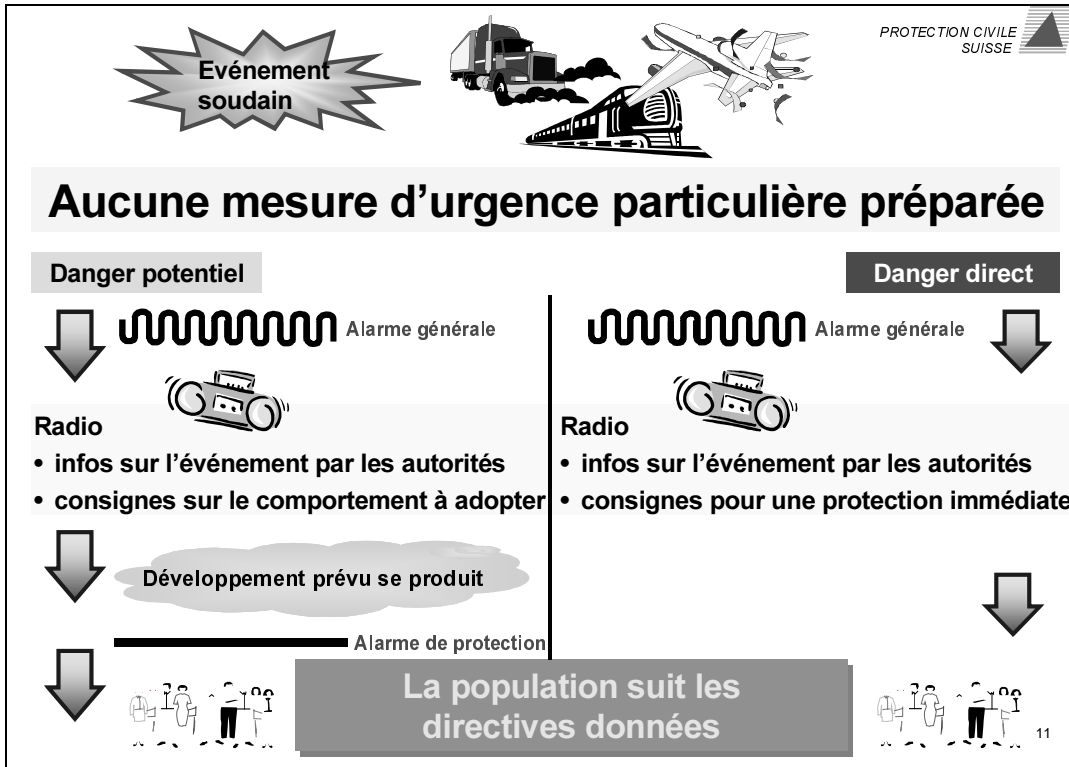 PROTECTION CIVILE
SUISSE
Evénement
soudain
Aucune mesure d’urgence particulière préparée
Danger potentiel
Danger direct
Alarme générale
Alarme générale
Radio
• infos sur l’événement par les autorités
• consignes sur le comportement à adopter
Radio
• infos sur l’événement par les autorités
• consignes pour une protection immédiate
Développement prévu se produit
Alarme de protection
La population suit les
directives données
11